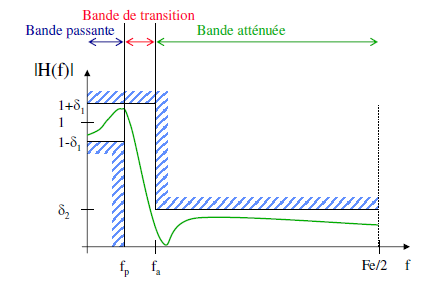 Bande de transition
Bande passante
Bande atténuée
|H(f)|
1+δ₁
1
1-δ₁
δ₂
fₚ
fₐ
Fe/2
f